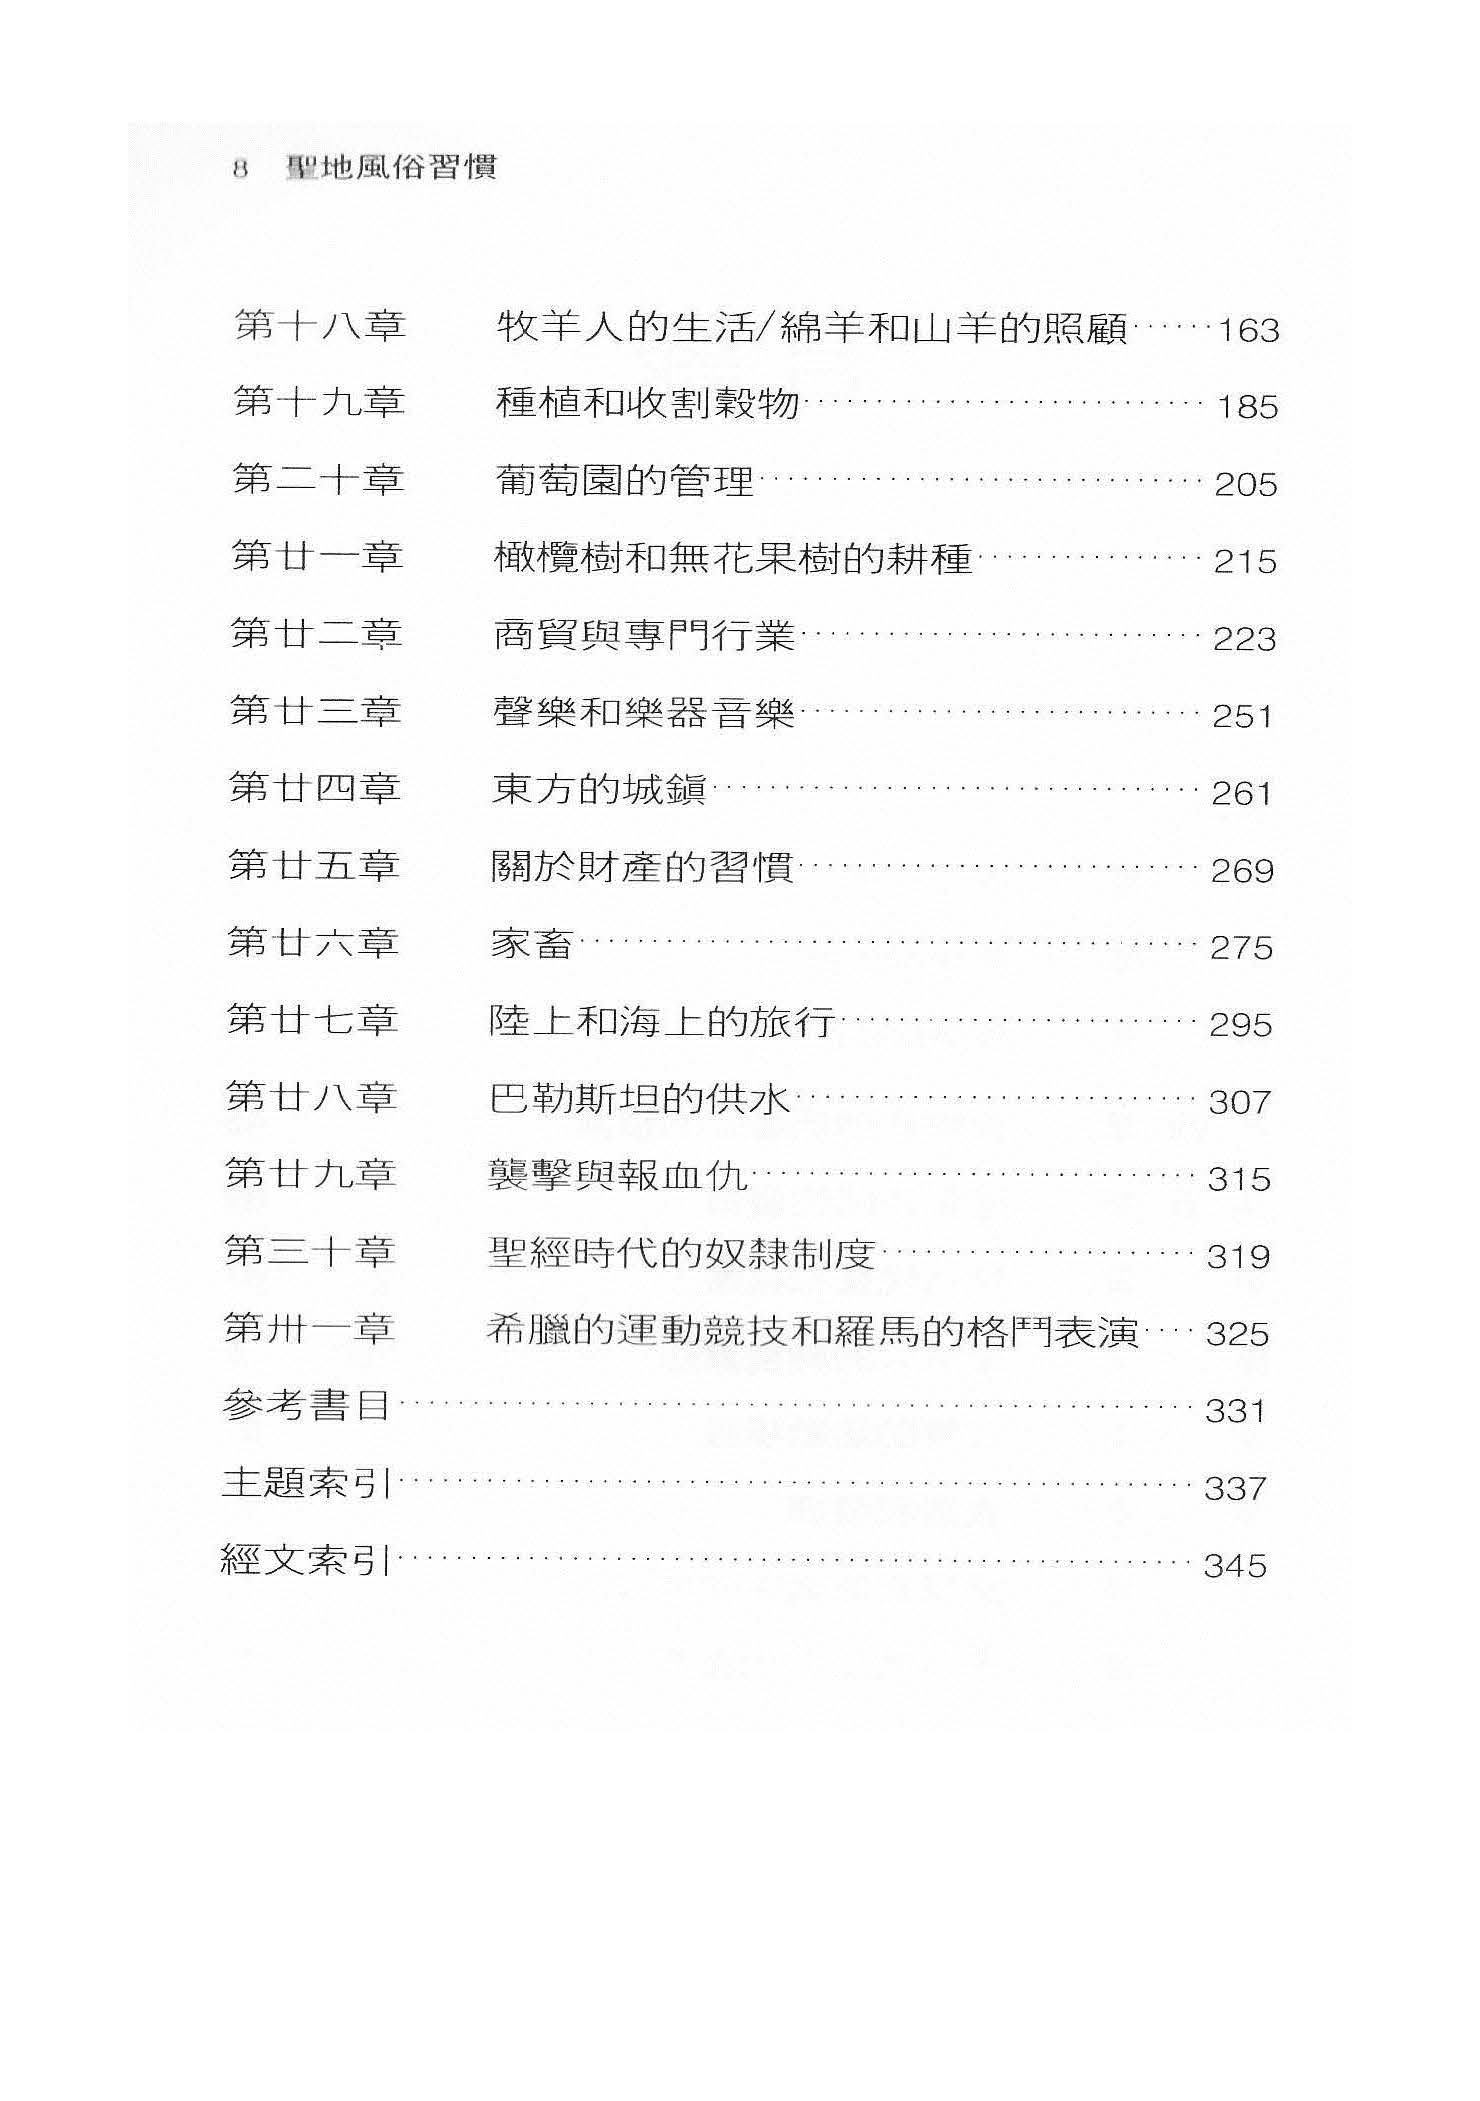 8 聖地風俗習慣
第十八章 牧羊人的生活/綿羊和山羊的照顧······163
第十九章 種植和收割穀物····························185
第二十章 葡萄園的管理·······························205
第廿一章 橄欖樹和無花果樹的耕種················215
第廿二章 商貿與專門行業····························223
第廿三章 聲樂和樂器音樂····························251
第廿四章 東方的城鎭··································261
第廿五章 關於財產的習慣····························269
第廿六章 家畜···········································275
第廿七章 陸上和海上的旅行·························295
第廿八章 巴勒斯坦的供水····························307
第廿九章 襲擊與報血仇·······························315
第三十章 聖經時代的奴隸制度······················319
第卅一章 希臘的運動競技和羅馬的格鬥表演····325
參考書目·······················································331
主題索引·······················································337
經文索引·······················································345